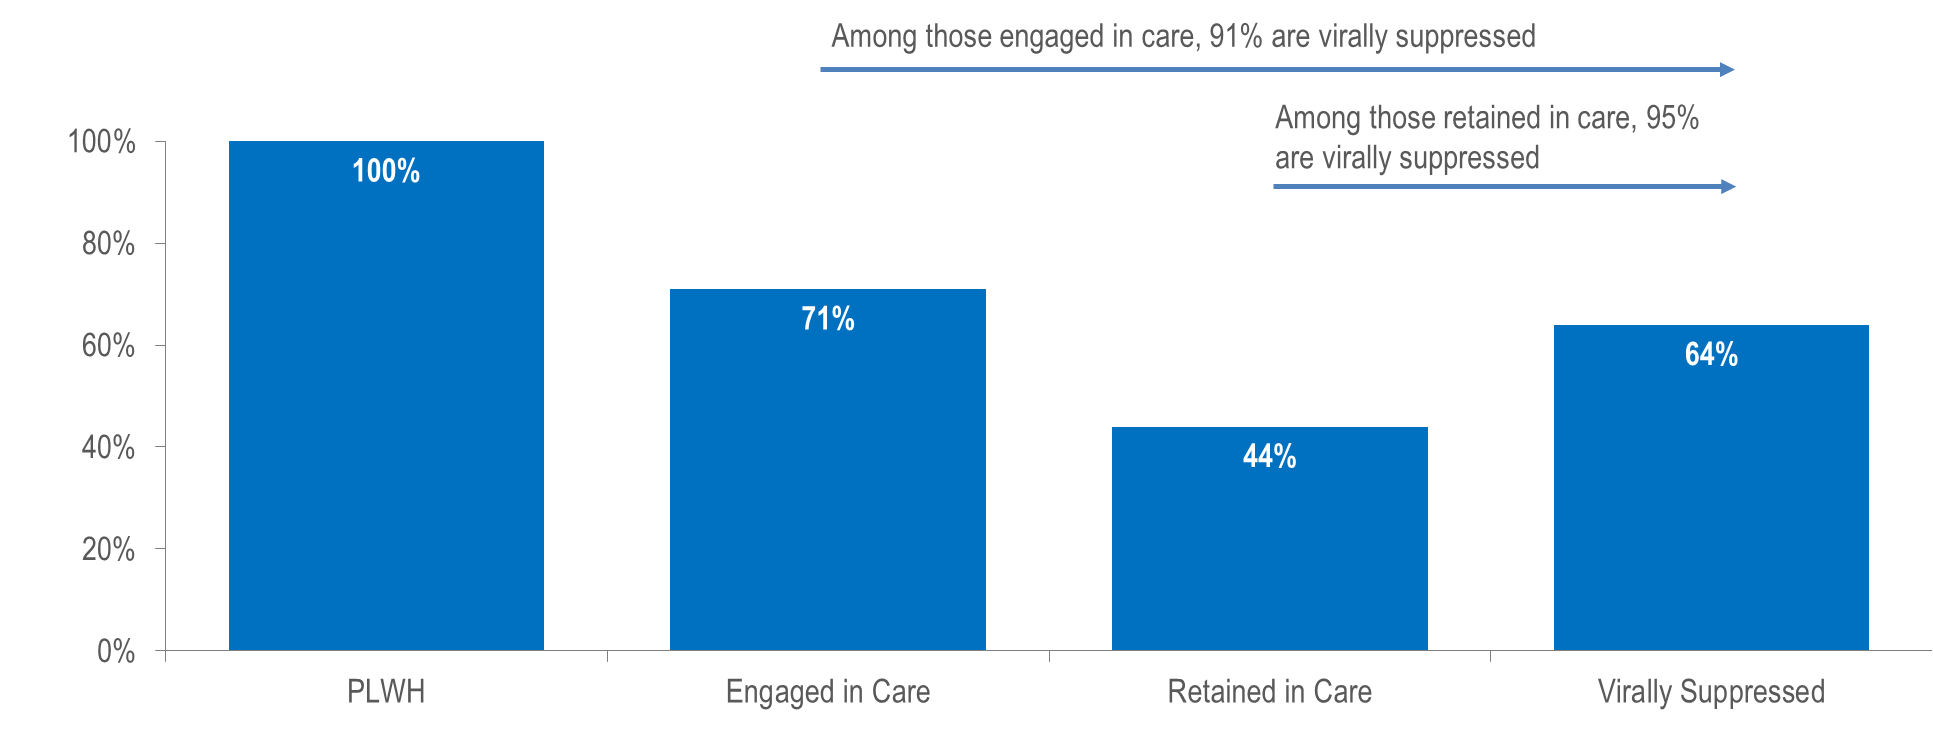 Among those engaged in care, 91% are virally suppressed
Among those retained in care, 95%
are virally suppressed
100%
80%
60%
40%
20%
0%
100%
71%
44%
64%
PLWH
Engaged in Care
Retained in Care
Virally Suppressed